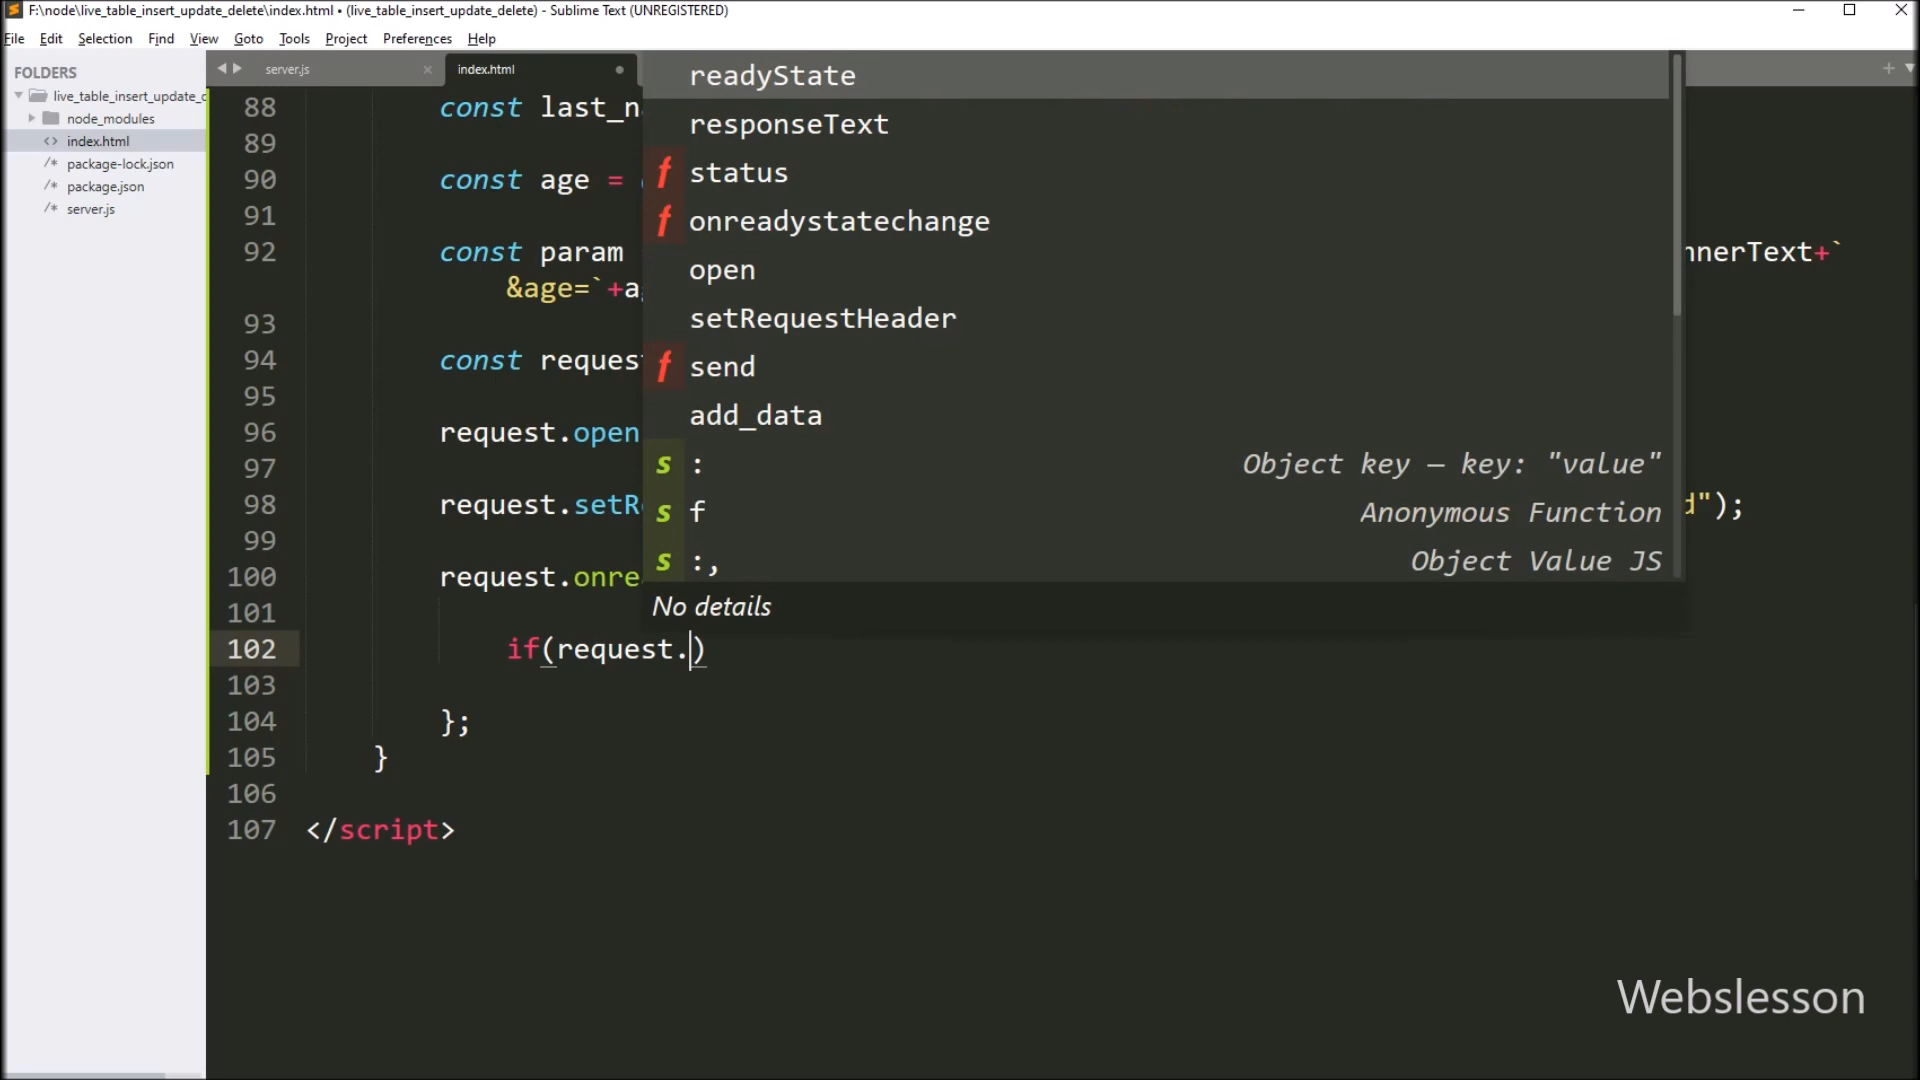 F:\node\live_table_insert_update_delete\index.html • (live_table_insert_update_delete) - Sublime Text (UNREGISTERED)
File Edit Selection Find View Goto Tools Project Preferences Help
FOLDERS
live_table_insert_update_d
node_modules
index.html
package-lock.json
package.json
server.js
server.js
index.html
88 const last_n
89
90 const age =
91
92 const param
nnerText+`
&age=`+a
93
94 const reques
95
96 request.open
97
98 request.setR
d");
99
100 request.onre
101
102 if(request.)
103
104 };
105 }
106
107 </script>
readyState
responseText
f status
f onreadystatechange
open
setRequestHeader
f send
add_data
s : Object key — key: "value"
s f Anonymous Function
s :, Object Value JS
No details
Webslesson